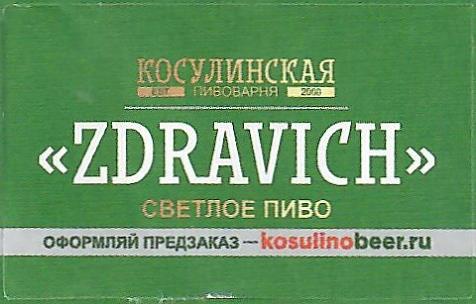 КОСУЛИНСКАЯ
EST ПИВОВАРНЯ 2000
«ZDRAVICH»
СВЕТЛОЕ ПИВО
ОФОРМЛЯЙ ПРЕДЗАКАЗ — kosulinobeer.ru